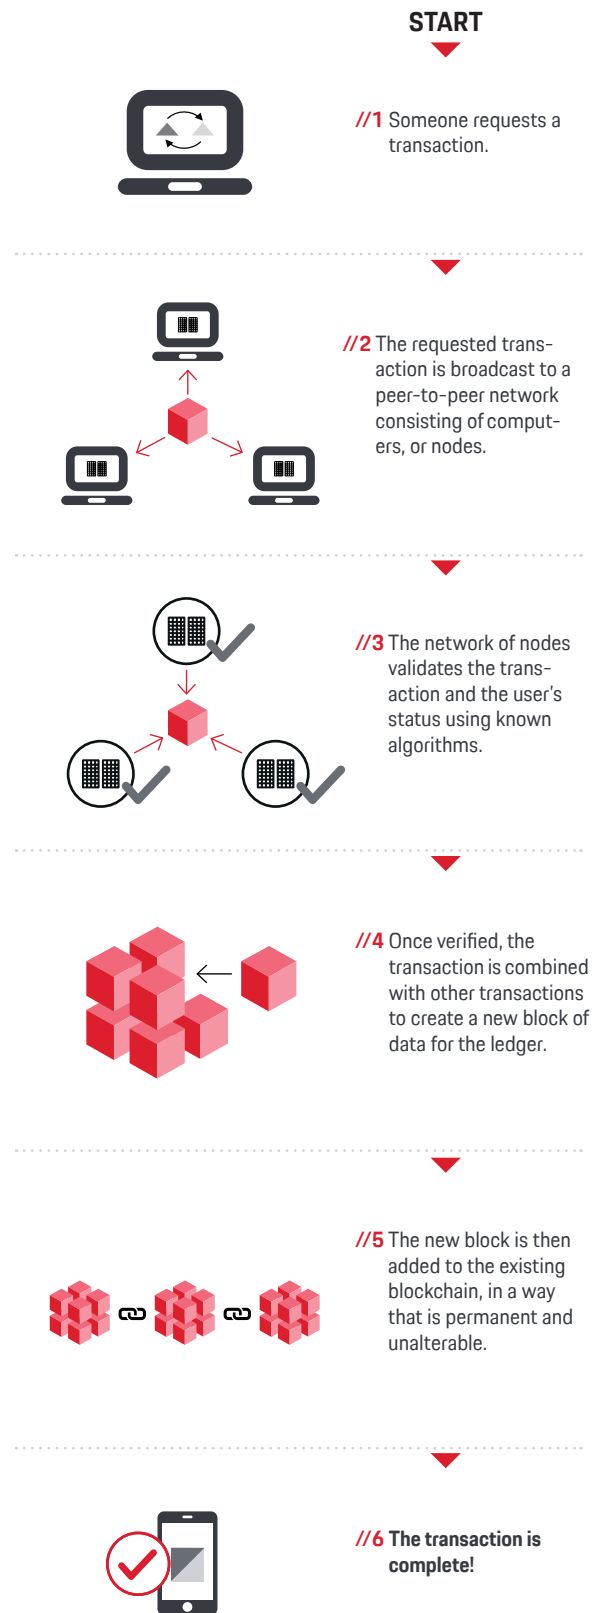 START
//1 Someone requests a
transaction.
//2 The requested trans-
action is broadcast to a
peer-to-peer network
consisting of comput-
ers, or nodes.
//3 The network of nodes
validates the trans-
action and the user's
status using known
algorithms.
//4 Once verified, the
transaction is combined
with other transactions
to create a new block of
data for the ledger.
//5 The new block is then
added to the existing
blockchain, in a way
that is permanent and
unalterable.
//6 The transaction is
complete!